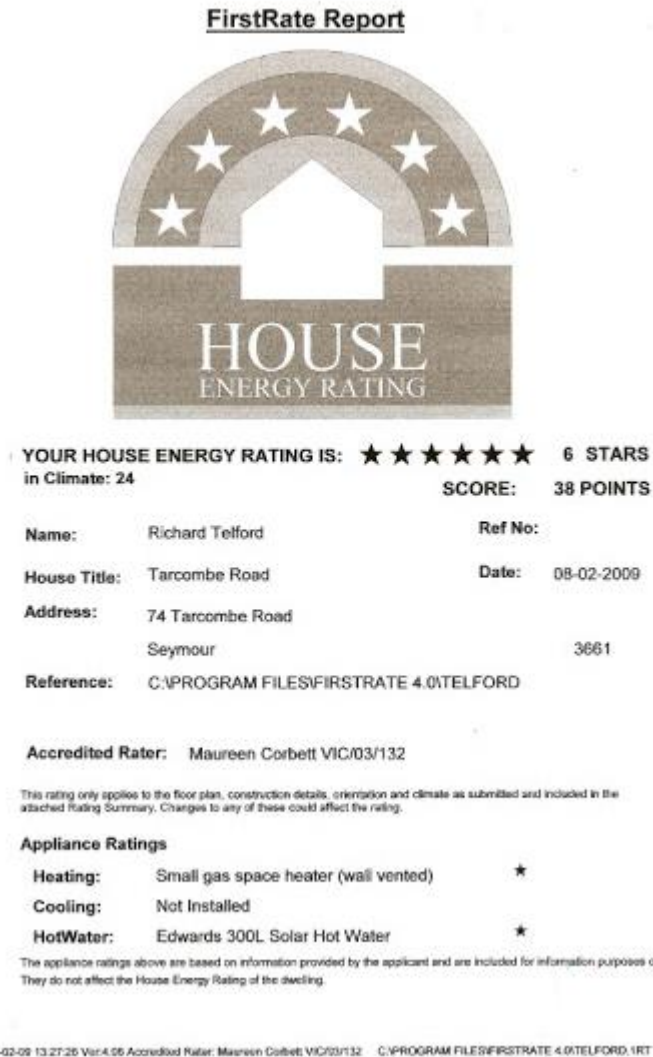 FirstRate Report
HOUSE
ENERGY RATING
YOUR HOUSE ENERGY RATING IS: ★ ★ ★ ★ ★ ★ 6 STARS
in Climate: 24
SCORE: 38 POINTS
Name: Richard Telford Ref No:
House Title: Tarcombe Road Date: 08-02-2009
Address: 74 Tarcombe Road
Seymour 3661
Reference: C:\PROGRAM FILES\FIRSTRATE 4.0\TELFORD
Accredited Rater: Maureen Corbett VIC/03/132
This rating only applies to the floor plan, construction details, orientation and climate as submitted and included in the
attached Rating Summary. Changes to any of these could affect the rating.
Appliance Ratings
Heating: Small gas space heater (wall vented) ★
Cooling: Not Installed
HotWater: Edwards 300L Solar Hot Water ★
The appliance ratings above are based on information provided by the applicant and are included for information purposes
They do not affect the House Energy Rating of the dwelling.
-02-09 13:27:26 Ver:4.06 Accredited Rater: Maureen Corbett VIC/03/132 C:\PROGRAM FILES\FIRSTRATE 4.0\TELFORD.1RT